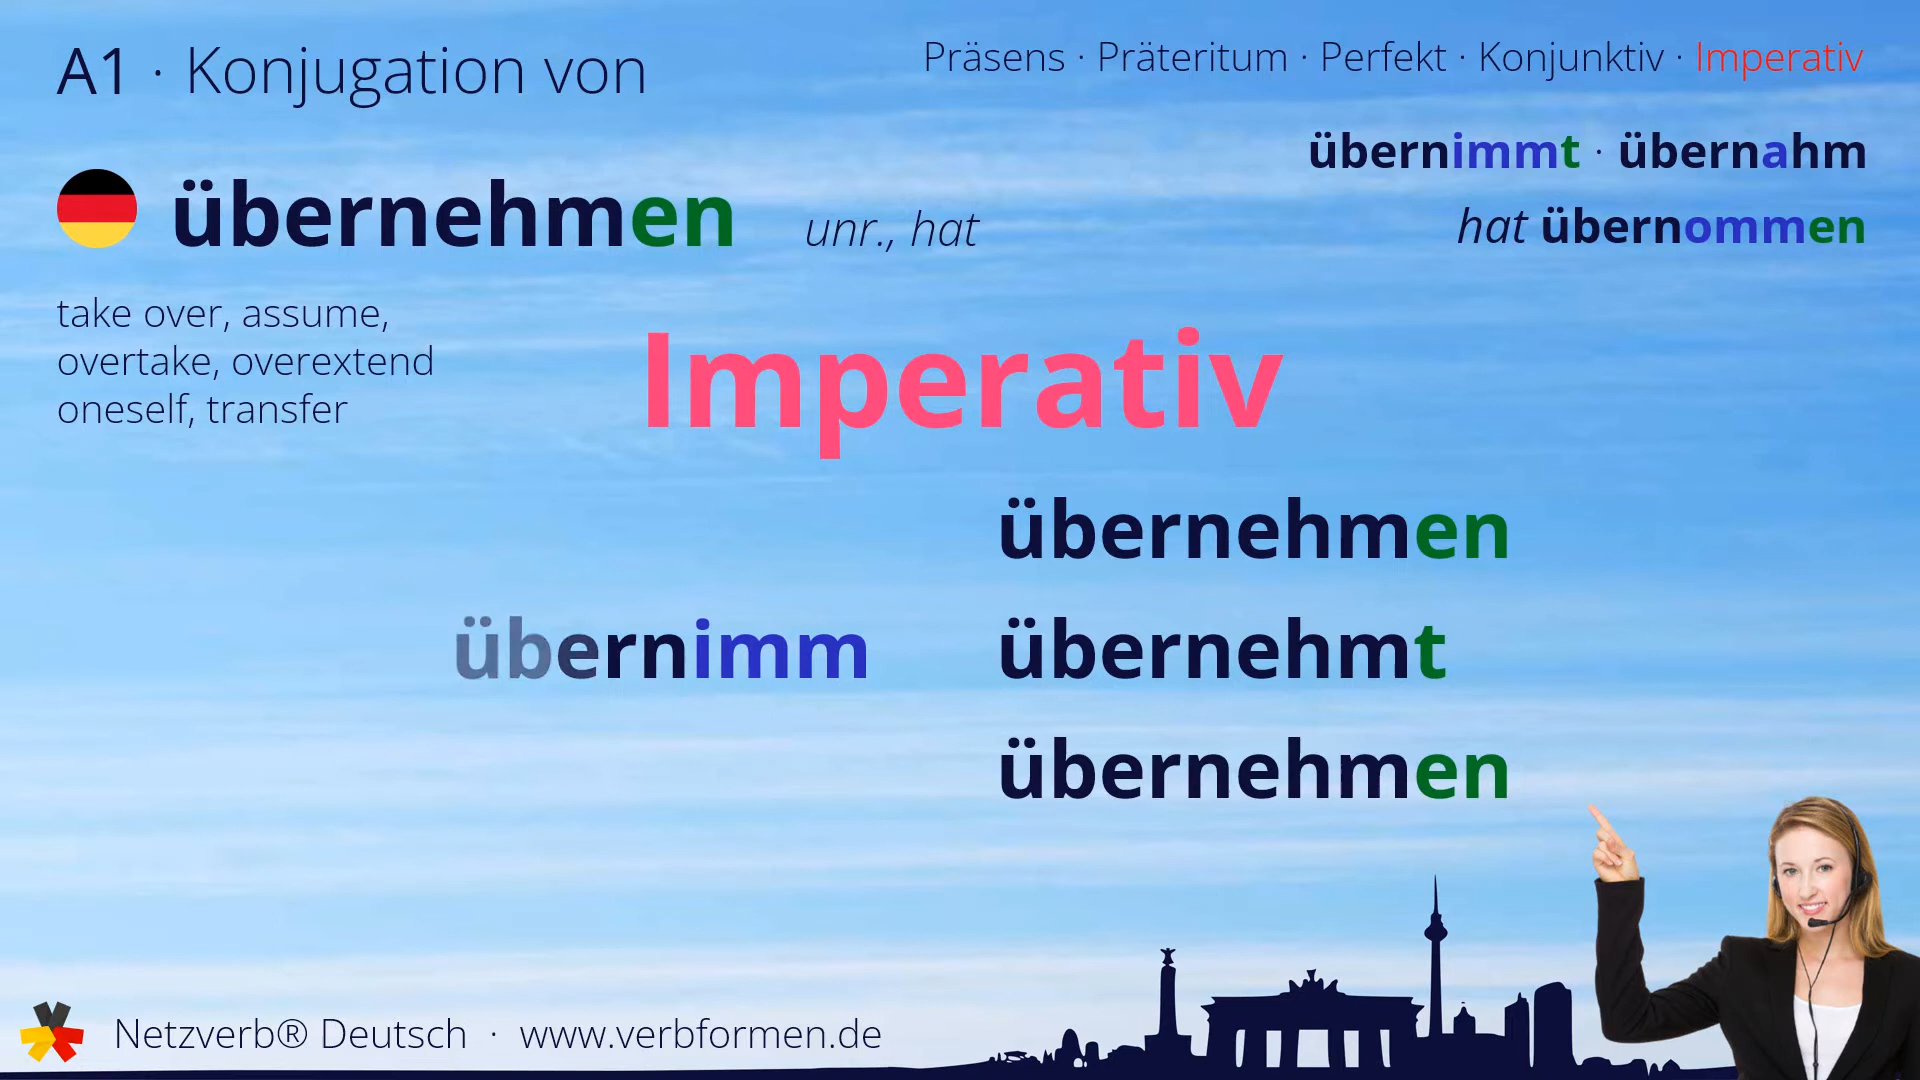 A1 · Konjugation von
Präsens · Präteritum · Perfekt · Konjunktiv · Imperativ
übernehmen unr., hat
übernimmt · übernahm
hat übernommen
take over, assume,
overtake, overextend
oneself, transfer
Imperativ
übernehmen
übernimm übernehmt
übernehmen
Netzverb® Deutsch · www.verbformen.de